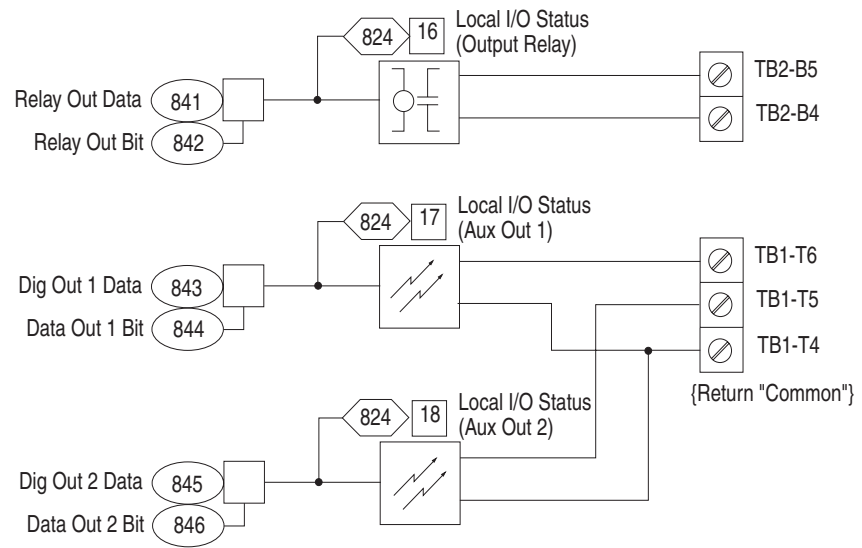 824 16 Local I/O Status
(Output Relay)
TB2-B5
Relay Out Data 841
TB2-B4
Relay Out Bit 842
824 17 Local I/O Status
(Aux Out 1)
TB1-T6
Dig Out 1 Data 843
TB1-T5
Data Out 1 Bit 844
TB1-T4
{Return "Common"}
824 18 Local I/O Status
(Aux Out 2)
Dig Out 2 Data 845
Data Out 2 Bit 846